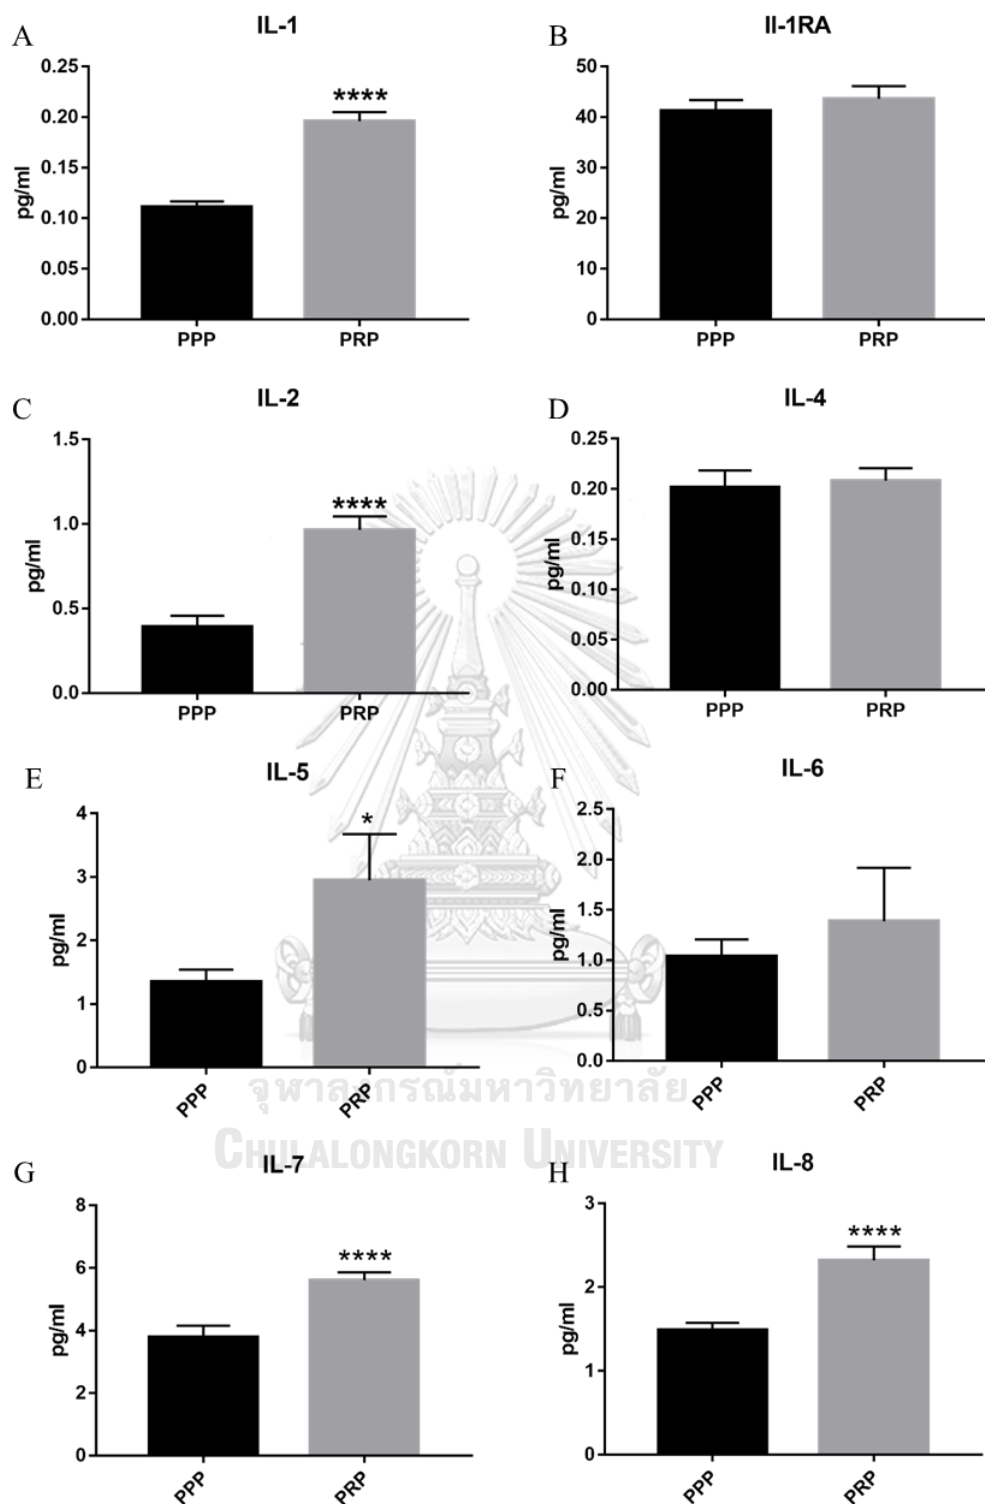 A
IL-1
pg/ml
0.25
0.20
0.15
0.10
0.05
0.00
****
PPP
PRP
B
Il-1RA
pg/ml
50
40
30
20
10
0
PPP
PRP
C
IL-2
pg/ml
1.5
1.0
0.5
0.0
****
PPP
PRP
D
IL-4
pg/ml
0.25
0.20
0.15
0.10
0.05
0.00
PPP
PRP
E
IL-5
pg/ml
4
3
2
1
0
*
PPP
PRP
F
IL-6
pg/ml
2.5
2.0
1.5
1.0
0.5
0.0
PPP
PRP
จุฬาลงกรณ์มหาวิทยาลัย
CHULALONGKORN UNIVERSITY
G
IL-7
pg/ml
8
6
4
2
0
****
PPP
PRP
H
IL-8
pg/ml
3
2
1
0
****
PPP
PRP